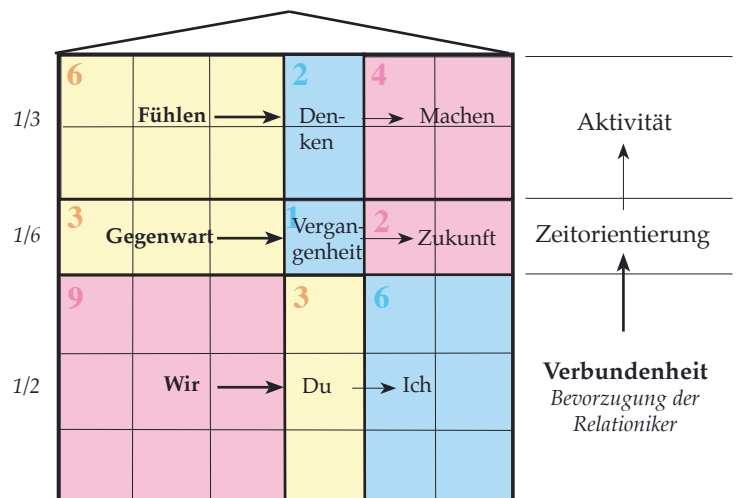 6 2 4
1/3 Fühlen Den- Machen Aktivität
ken
3 1 2
1/6 Gegenwart Vergan- Zukunft Zeitorientierung
genheit
9 3 6
1/2 Wir Du Ich Verbundenheit
Bevorzugung der
Relationiker